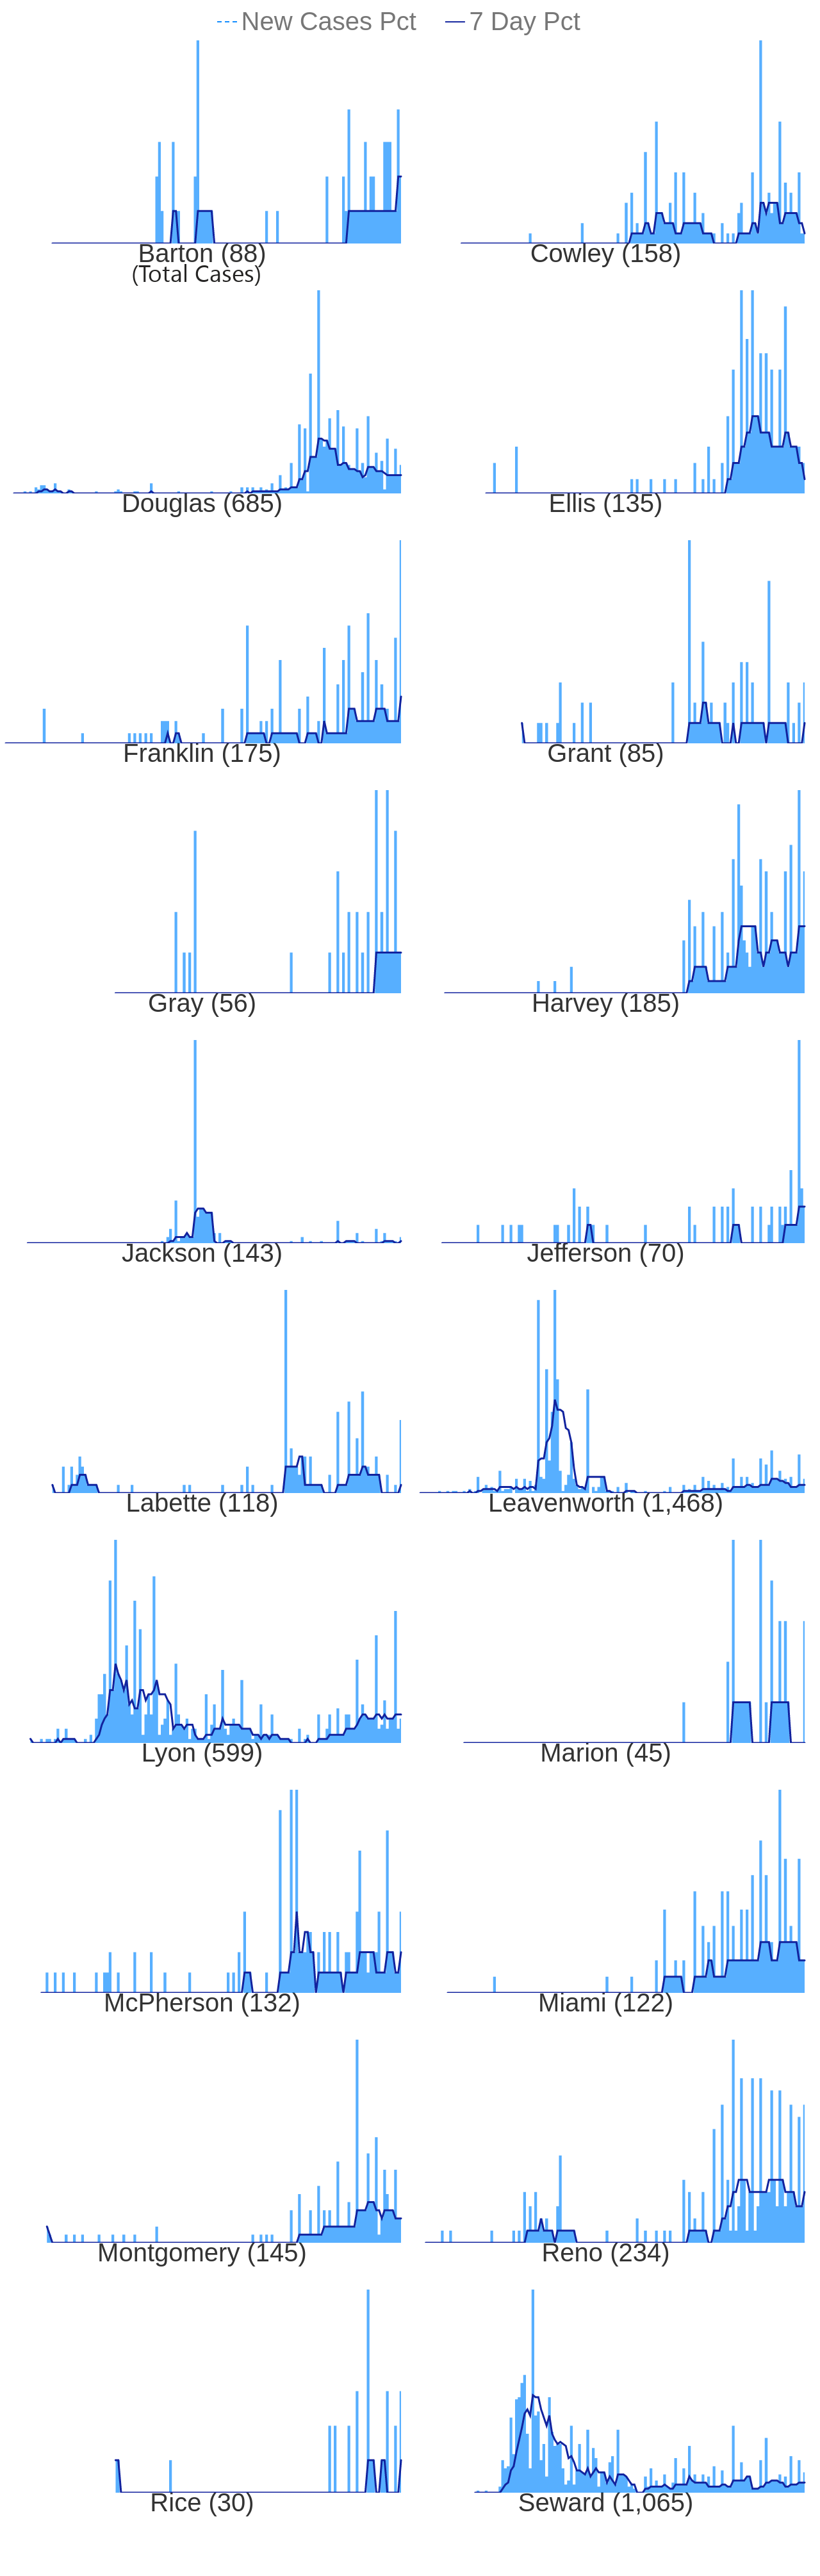 New Cases Pct 7 Day Pct
Barton (88) Cowley (158)
(Total Cases)
Douglas (685) Ellis (135)
Franklin (175) Grant (85)
Gray (56) Harvey (185)
Jackson (143) Jefferson (70)
Labette (118) Leavenworth (1,468)
Lyon (599) Marion (45)
McPherson (132) Miami (122)
Montgomery (145) Reno (234)
Rice (30) Seward (1,065)